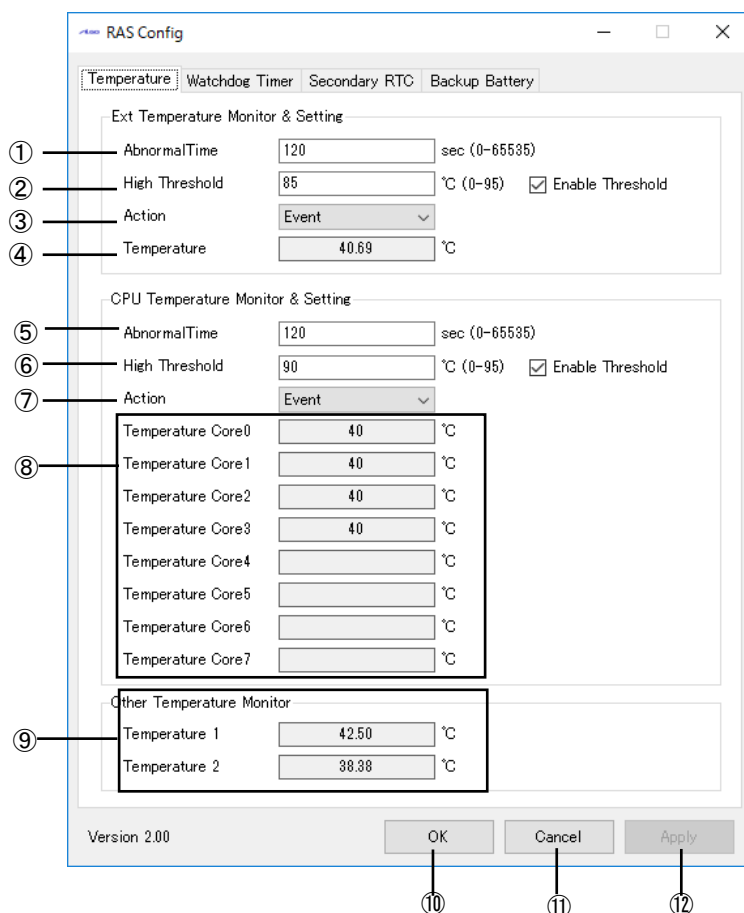 RAS Config
Temperature Watchdog Timer Secondary RTC Backup Battery
Ext Temperature Monitor & Setting
① AbnormalTime 120 sec (0-65535)
② High Threshold 85 °C (0-95) Enable Threshold
③ Action Event
④ Temperature 40.69 °C
CPU Temperature Monitor & Setting
⑤ AbnormalTime 120 sec (0-65535)
⑥ High Threshold 90 °C (0-95) Enable Threshold
⑦ Action Event
Temperature Core0 40 °C
⑧ Temperature Core1 40 °C
Temperature Core2 40 °C
Temperature Core3 40 °C
Temperature Core4 °C
Temperature Core5 °C
Temperature Core6 °C
Temperature Core7 °C
Other Temperature Monitor
⑨ Temperature 1 42.50 °C
Temperature 2 38.38 °C
Version 2.00 OK Cancel Apply
⑩ ⑪ ⑫